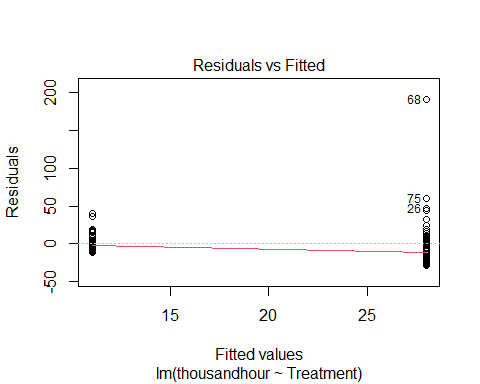 Residuals vs Fitted
Residuals
200
100
50
0
-50
68
75
26
15
20
25
Fitted values
lm(thousandhour ~ Treatment)